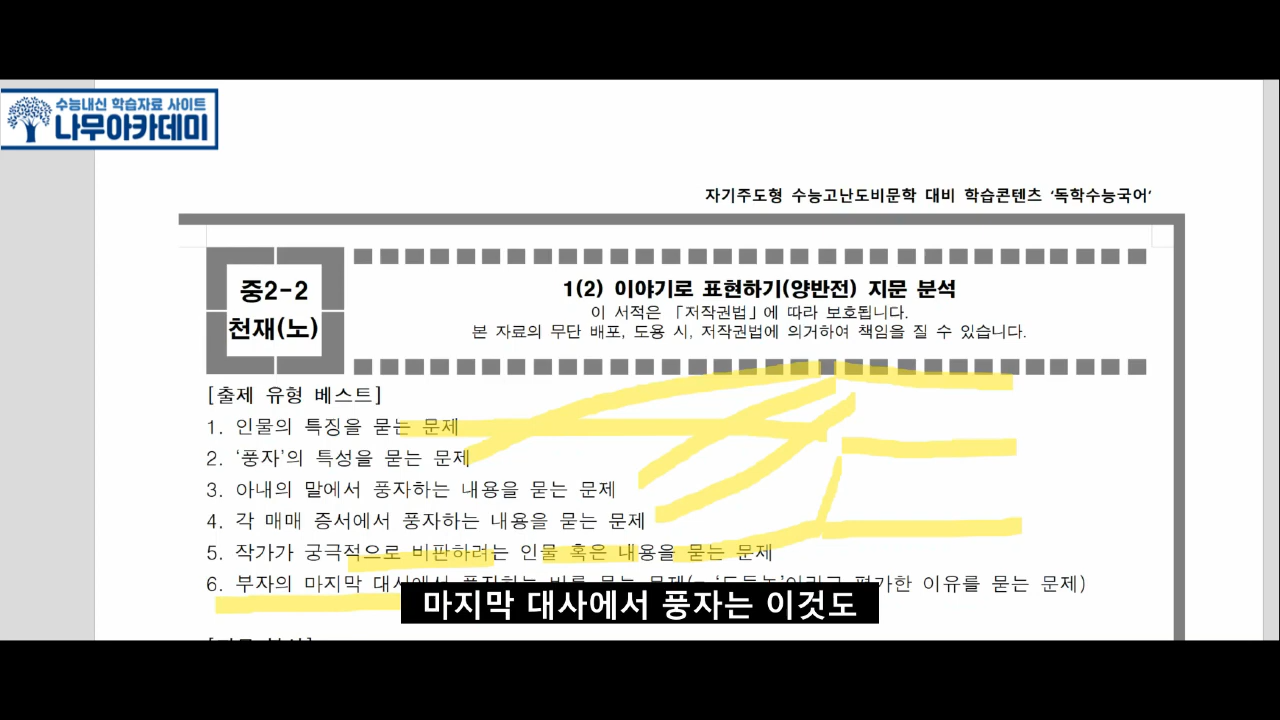 수능내신 학습자료 사이트
나무아카데미
자기주도형 수능고난도비문학 대비 학습콘텐츠 '독학수능국어'
중2-2
천재(노)
1(2) 이야기로 표현하기(양반전) 지문 분석
이 서적은 「저작권법」에 따라 보호됩니다.
본 자료의 무단 배포, 도용 시, 저작권법에 의거하여 책임을 질 수 있습니다.
[출제 유형 베스트]
1. 인물의 특징을 묻는 문제
2. '풍자'의 특성을 묻는 문제
3. 아내의 말에서 풍자하는 내용을 묻는 문제
4. 각 매매 증서에서 풍자하는 내용을 묻는 문제
5. 작가가 궁극적으로 비판하려는 인물 혹은 내용을 묻는 문제
6. 부자의 마지막 대사에서 한 이유를 묻는 문제)
마지막 대사에서 풍자는 이것도